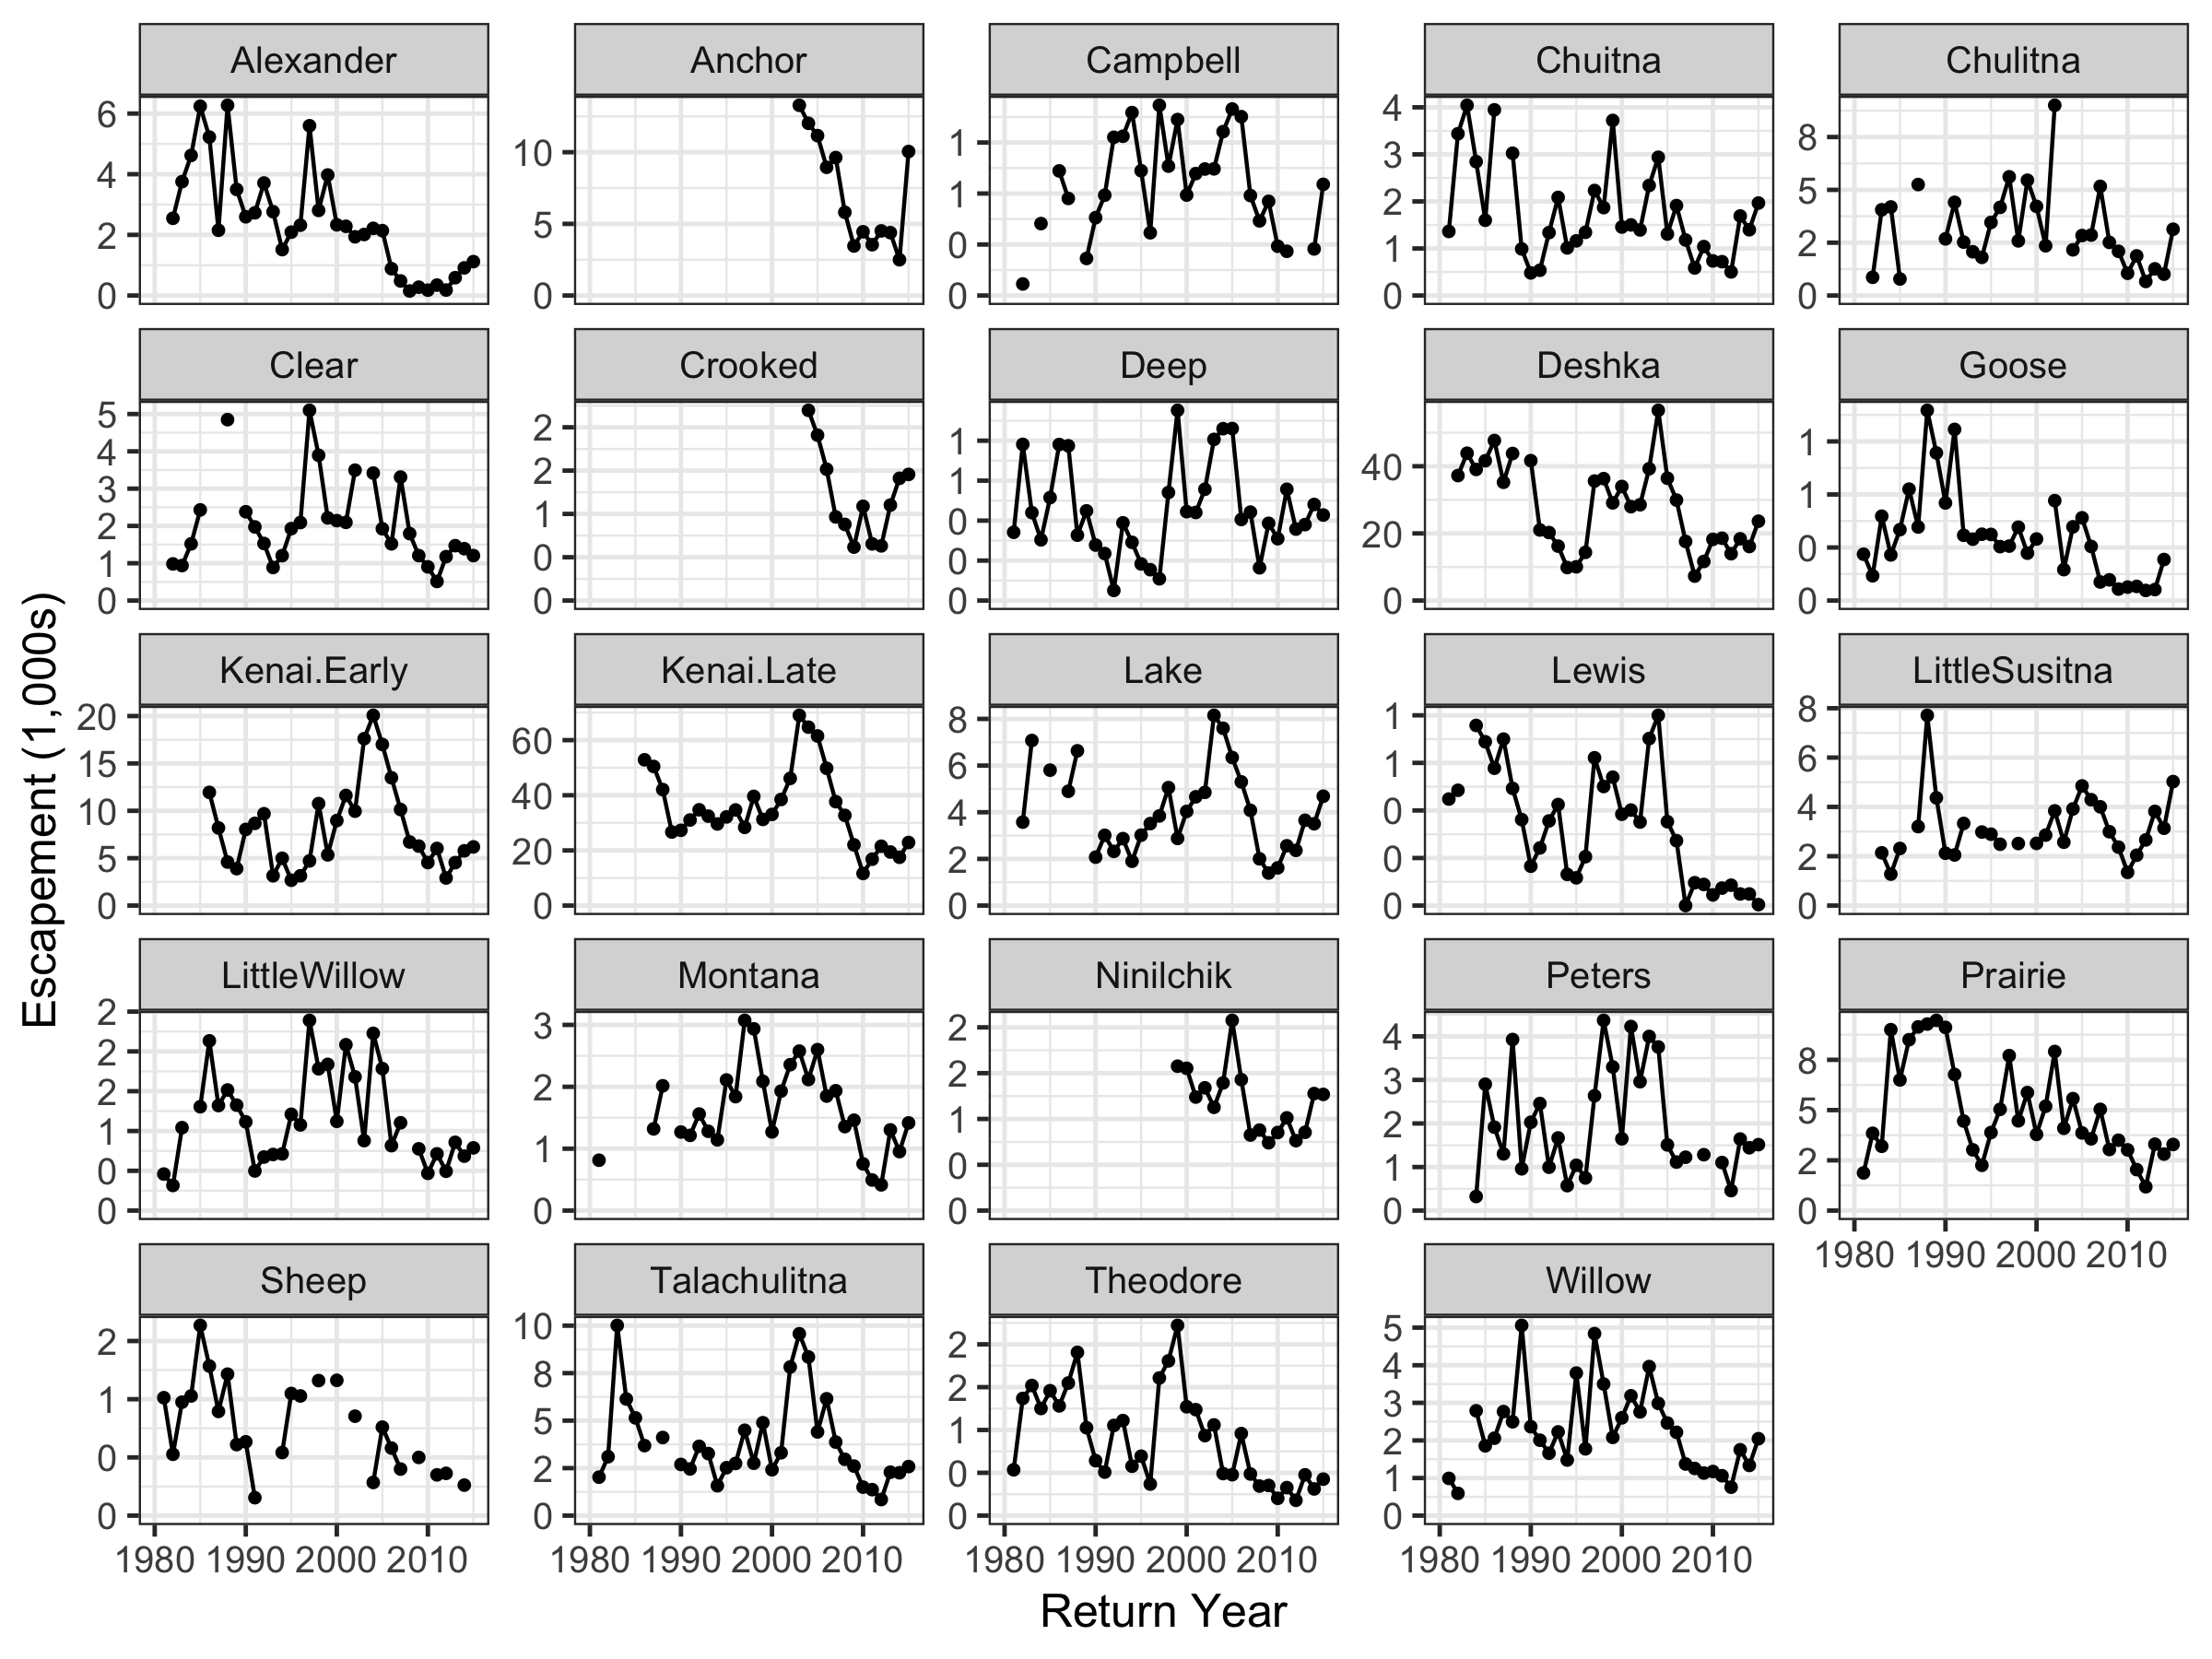 Alexander Anchor Campbell Chuitna Chulitna
6 4 2 0
10 5 0
1 1 0 0
4 3 2 1 0
8 5 2 0
Clear Crooked Deep Deshka Goose
5 4 3 2 1 0
2 2 1 0 0
1 1 0 0 0
40 20 0
1 1 0 0
Escapement (1,000s)
Kenai.Early Kenai.Late Lake Lewis LittleSusitna
20 15 10 5 0
60 40 20 0
8 6 4 2 0
1 1 0 0 0
8 6 4 2 0
LittleWillow Montana Ninilchik Peters Prairie
2 2 2 1 0 0
3 2 1 0
2 2 1 0 0
4 3 2 1 0
8 5 2 0
1980 1990 2000 2010
Sheep Talachulitna Theodore Willow
2 1 0 0
10 8 5 2 0
2 2 1 0 0
5 4 3 2 1 0
1980 1990 2000 2010 1980 1990 2000 2010 1980 1990 2000 2010 1980 1990 2000 2010
Return Year